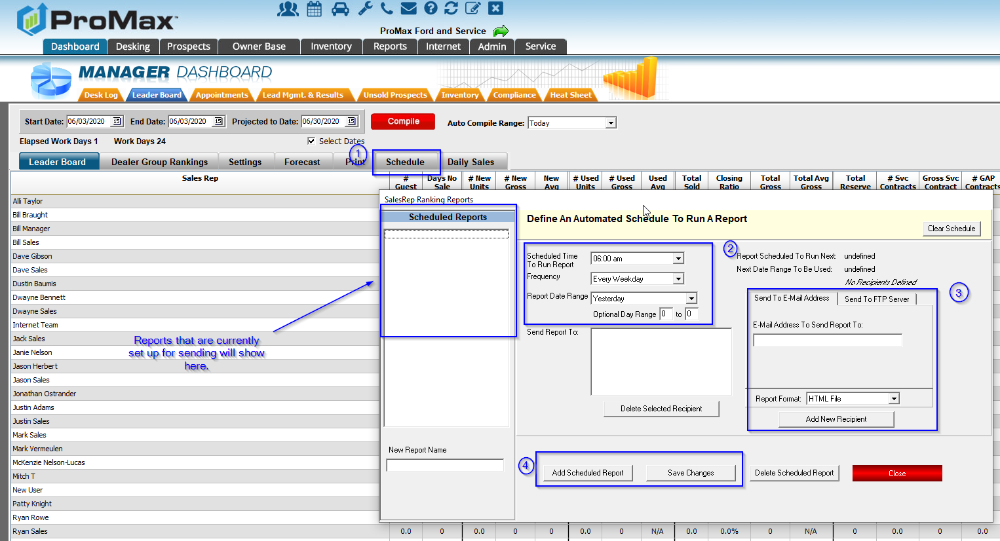 ProMax™
ProMax Ford and Service
Dashboard Desking Prospects Owner Base Inventory Reports Internet Admin Service
MANAGER DASHBOARD
Desk Log Leader Board Appointments Lead Mgmt. & Results Unsold Prospects Inventory Compliance Heat Sheet
Start Date: 06/03/2020 15 End Date: 06/03/2020 15 Projected to Date: 06/30/2020 15 Compile Auto Compile Range: Today
Elapsed Work Days 1 Work Days 24 Select Dates
1
Leader Board Dealer Group Rankings Settings Forecast Print Schedule Daily Sales
Sales Rep # Guest Days No Sale # New Units # New Gross New Avg # Used Units # Used Gross Used Avg Total Sold Closing Ratio Total Gross Total Avg Gross Total Reserve # Svc Contracts Gross Svc Contract # GAP Contracts
Alli Taylor
Bill Braught
Bill Manager
Bill Sales
Dave Gibson
Dave Sales
Dustin Baumis
Dwayne Bennett
Dwayne Sales
Internet Team
Jack Sales
Janie Nelson
Jason Herbert
Jason Sales
Jonathan Ostrander
Justin Adams
Justin Sales
Mark Sales
Mark Vermeulen
McKenzie Nelson-Lucas
Mitch T
New User
Patty Knight
Ryan Rowe
Ryan Sales 0.0 0 0.0 0 0 0.0 0 N/A 0.0 0.0% 0 N/A 0 0 0 0.0
Reports that are currently
set up for sending will show
here.
SalesRep Ranking Reports
Scheduled Reports
New Report Name
Define An Automated Schedule To Run A Report
Clear Schedule
Scheduled Time
To Run Report
06:00 am
Frequency Every Weekday
Report Date Range Yesterday
Optional Day Range 0 to 0
2
Report Scheduled To Run Next: undefined
Next Date Range To Be Used: undefined
No Recipients Defined
3
Send To E-Mail Address Send To FTP Server
E-Mail Address To Send Report To:
Report Format: HTML File
Add New Recipient
Send Report To:
Delete Selected Recipient
4
Add Scheduled Report Save Changes Delete Scheduled Report Close